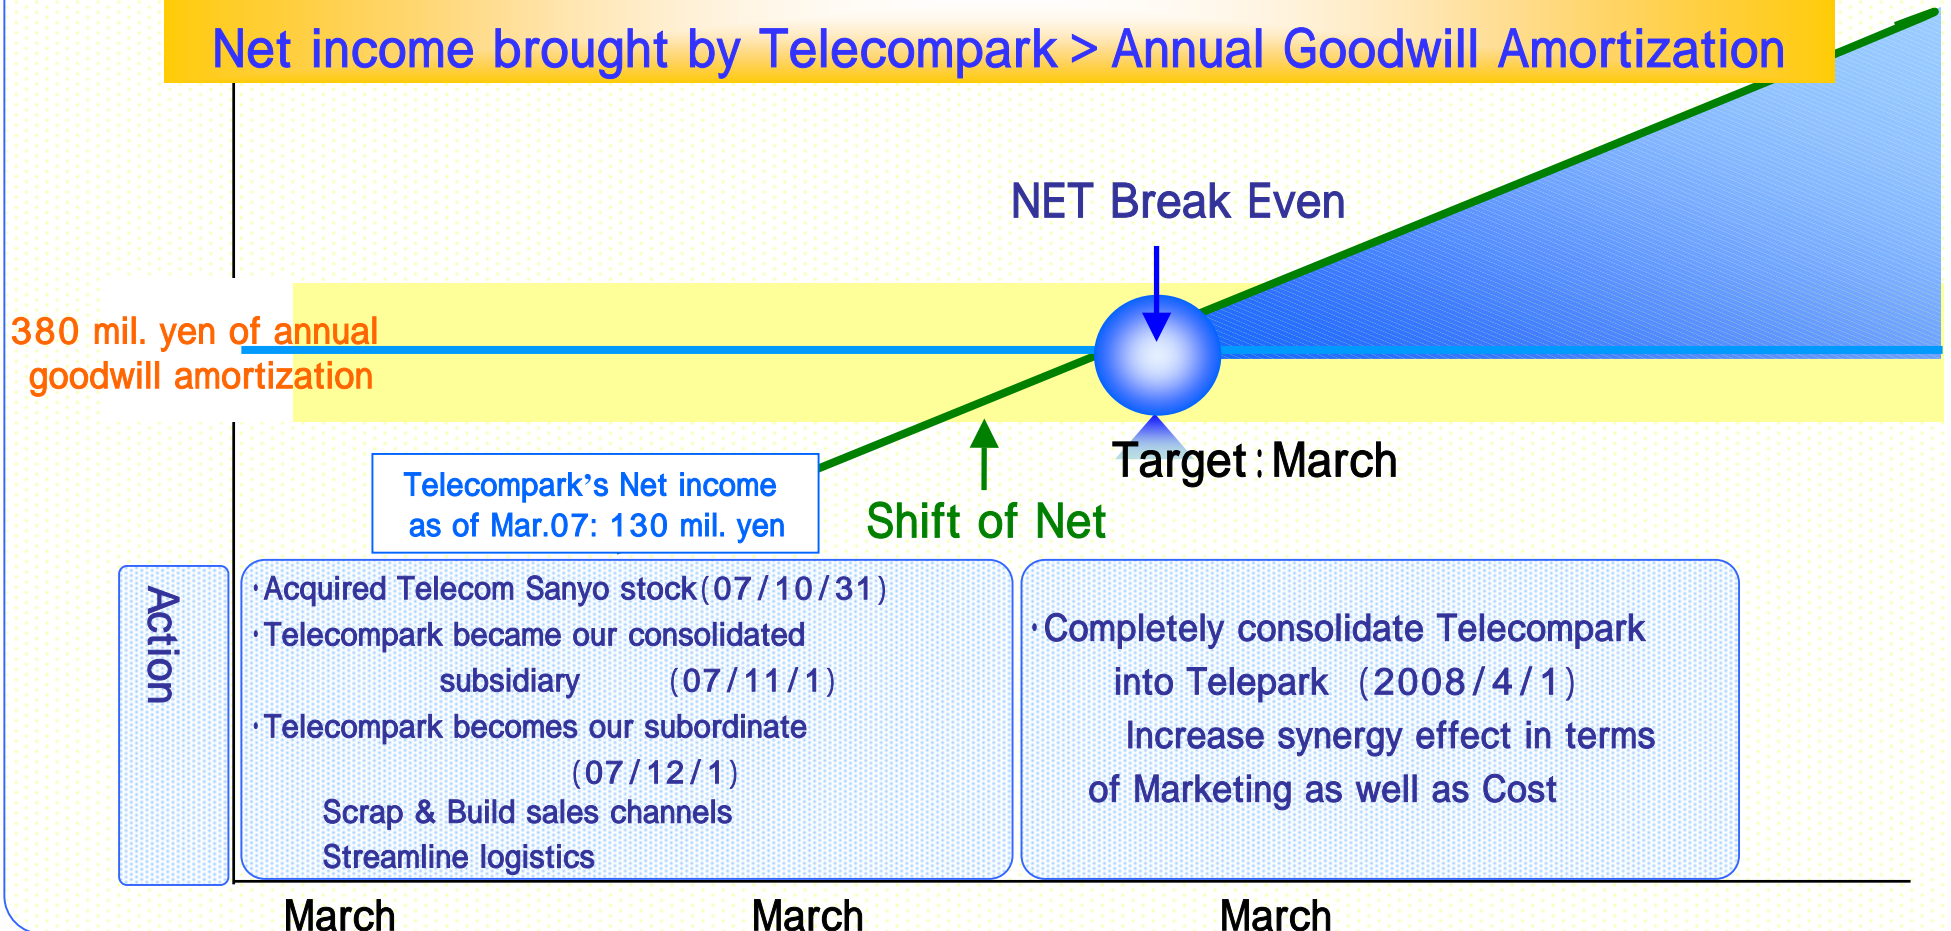 Net income brought by Telecompark > Annual Goodwill Amortization
NET Break Even
380 mil. yen of annual
goodwill amortization
Target:March
Telecompark's Net income
as of Mar.07: 130 mil. yen
Shift of Net
Action
・Acquired Telecom Sanyo stock(07/10/31)
・Telecompark became our consolidated
subsidiary (07/11/1)
・Telecompark becomes our subordinate
(07/12/1)
Scrap & Build sales channels
Streamline logistics
・Completely consolidate Telecompark
into Telepark (2008/4/1)
Increase synergy effect in terms
of Marketing as well as Cost
March March March